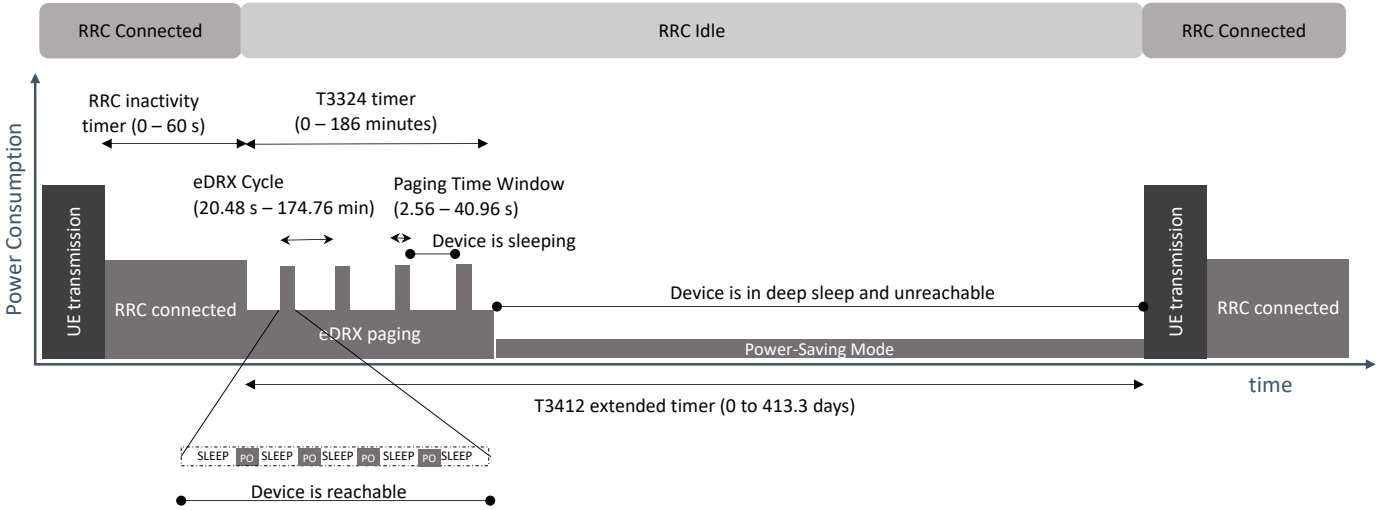 RRC Connected
RRC Idle
RRC Connected
Power Consumption
RRC inactivity
timer (0 – 60 s)
T3324 timer
(0 – 186 minutes)
eDRX Cycle
(20.48 s – 174.76 min)
Paging Time Window
(2.56 – 40.96 s)
Device is sleeping
UE transmission
RRC connected
eDRX paging
Device is in deep sleep and unreachable
Power-Saving Mode
UE transmission
RRC connected
time
T3412 extended timer (0 to 413.3 days)
SLEEP PO SLEEP PO SLEEP PO SLEEP PO SLEEP
Device is reachable